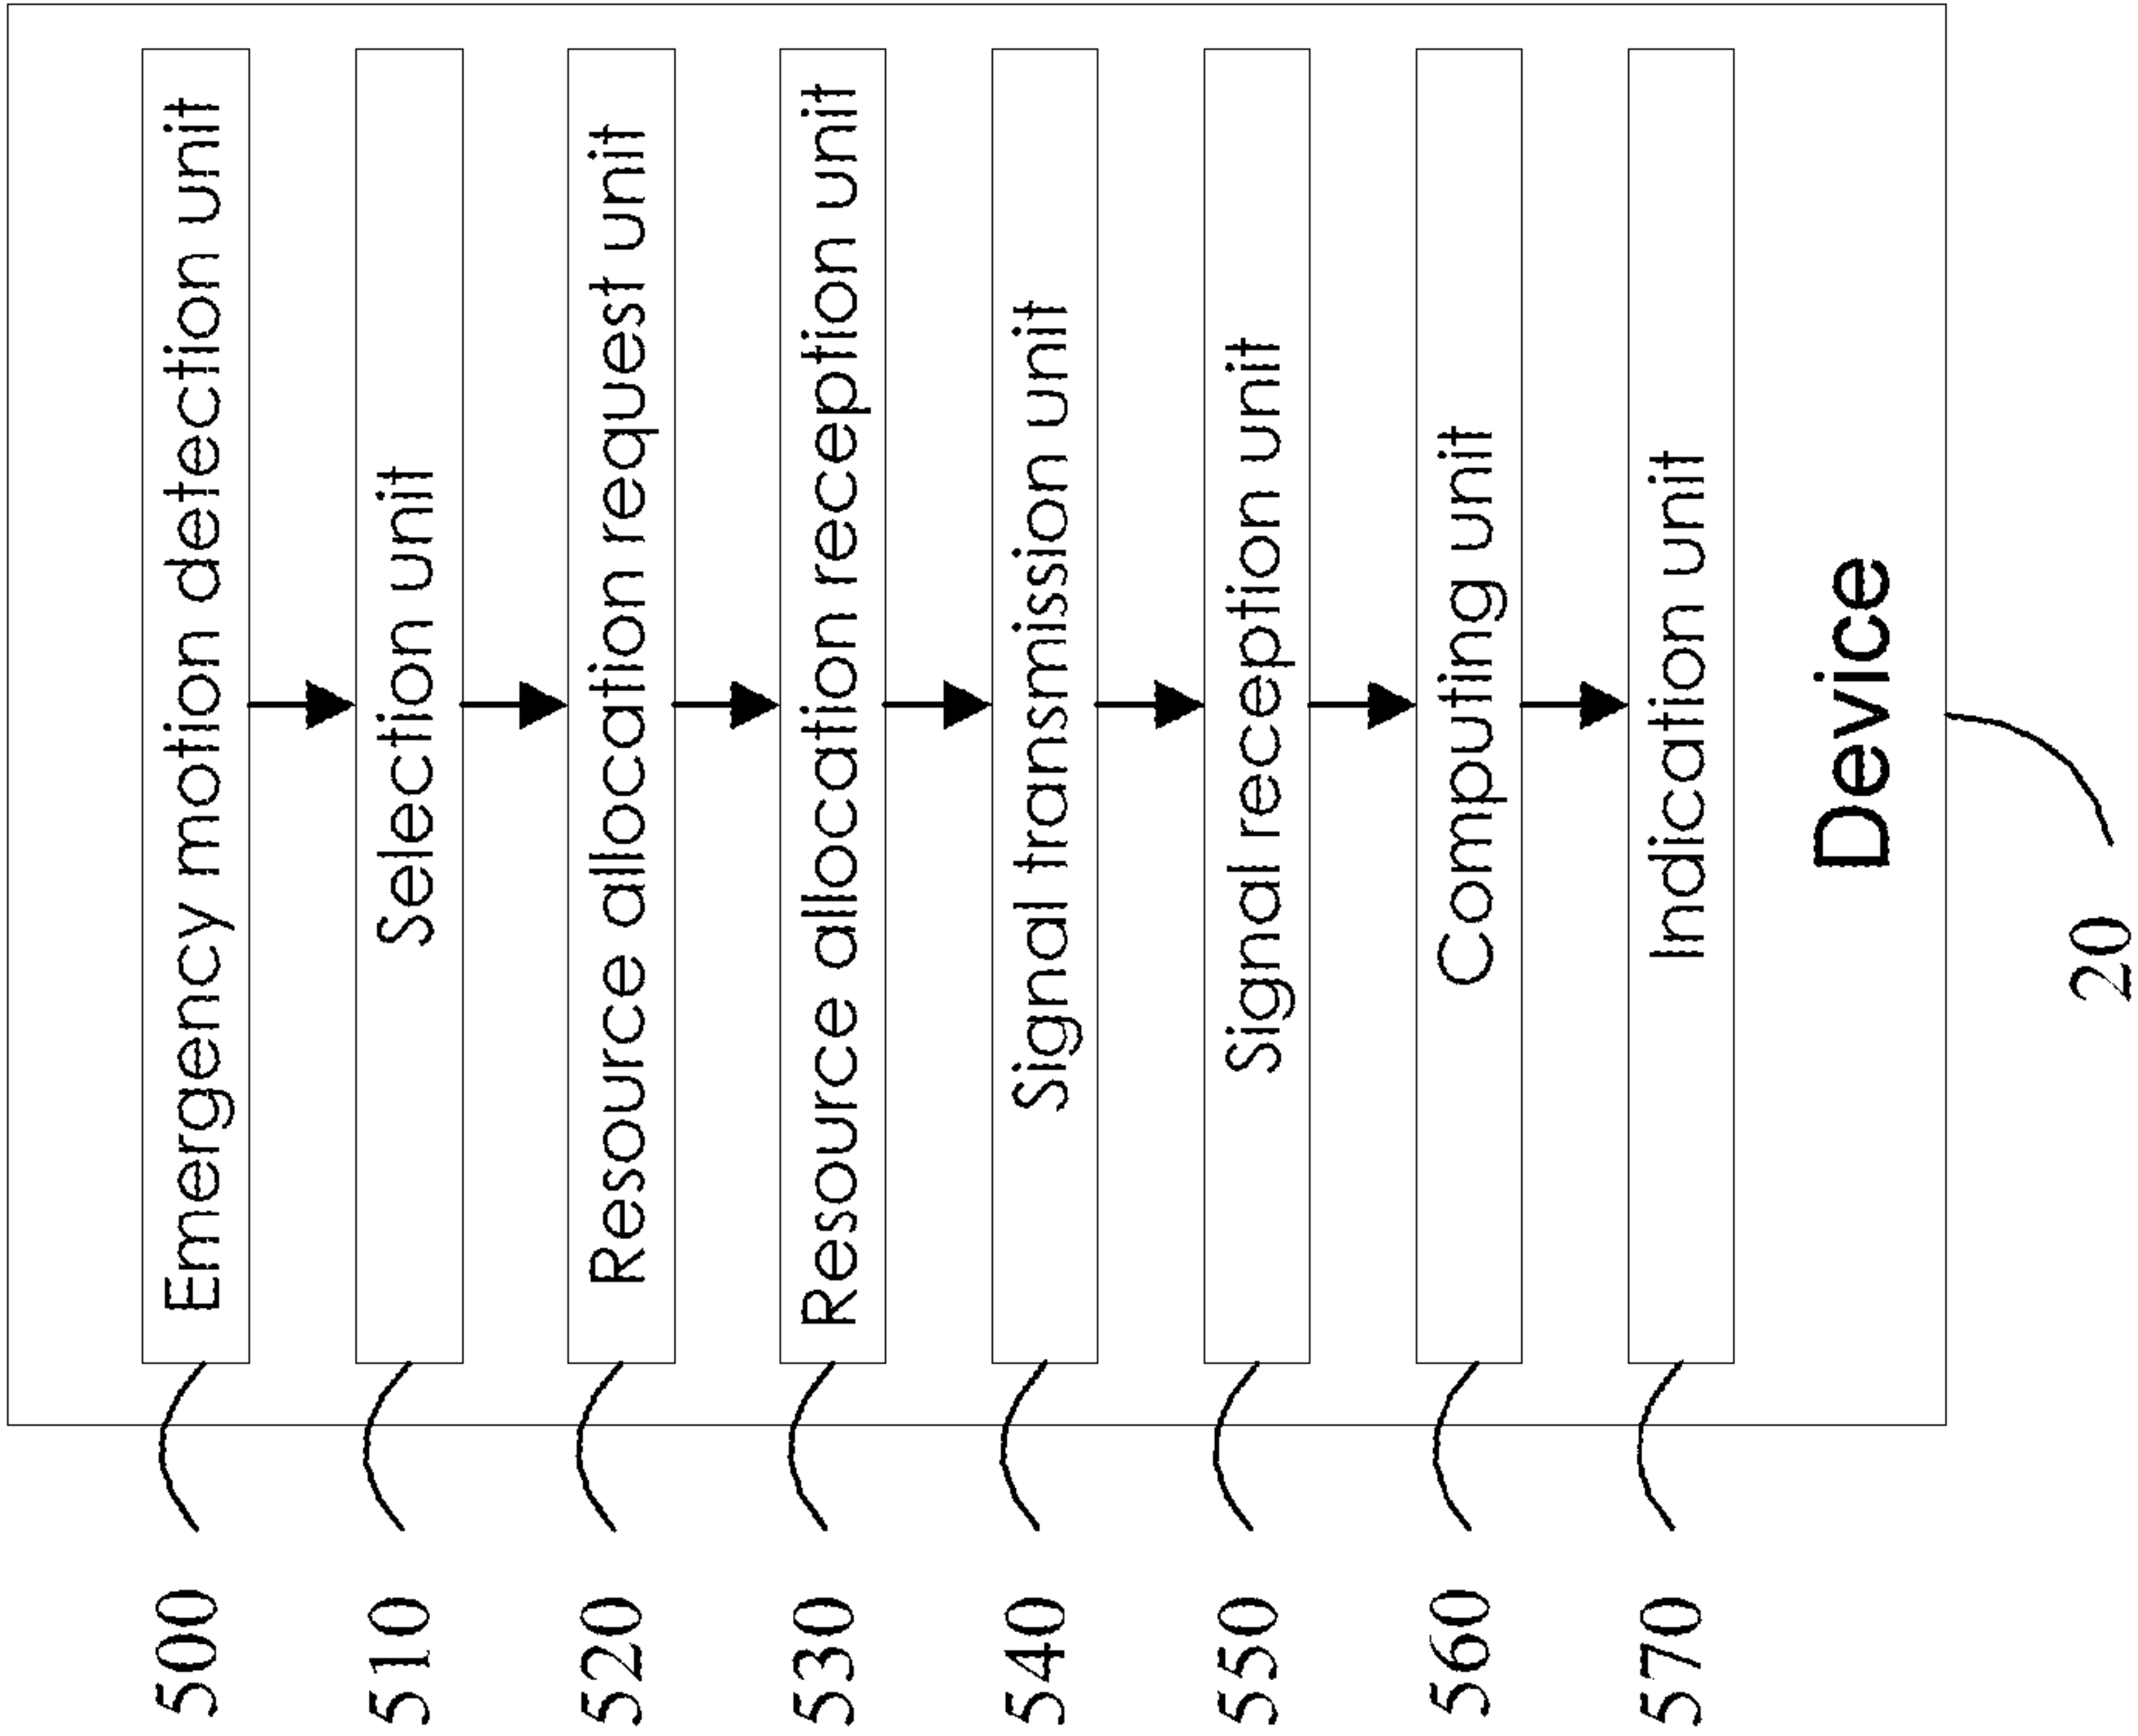 500
Emergency motion detection unit
510
Selection unit
520
Resource allocation request unit
530
Resource allocation reception unit
540
Signal transmission unit
550
Signal reception unit
560
Computing unit
570
Indication unit
Device
20